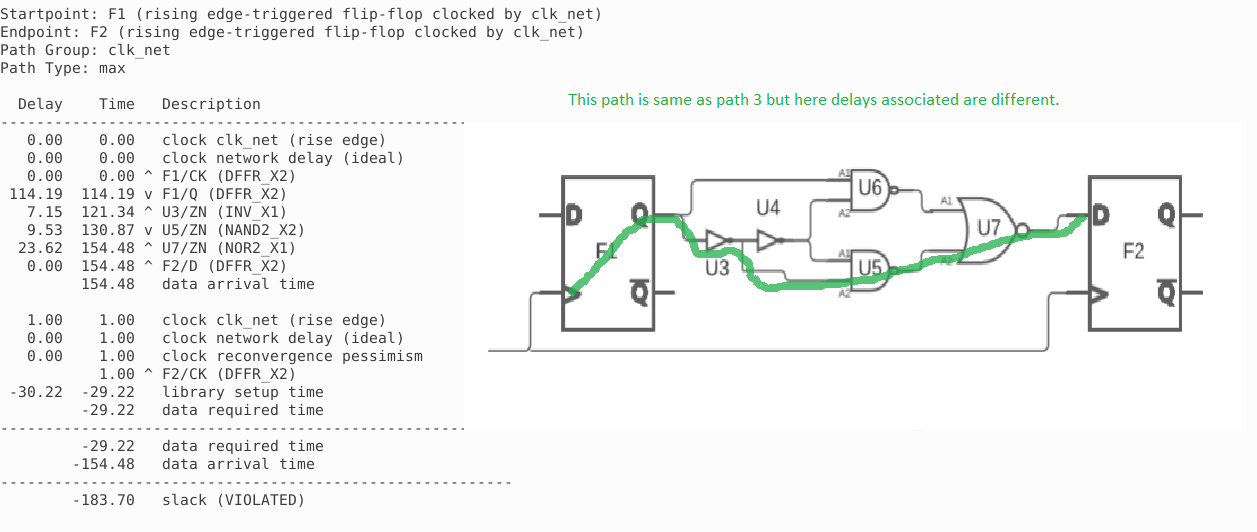 Startpoint: F1 (rising edge-triggered flip-flop clocked by clk_net)
Endpoint: F2 (rising edge-triggered flip-flop clocked by clk_net)
Path Group: clk_net
Path Type: max
Delay Time Description
This path is same as path 3 but here delays associated are different.
----------------------------------------------------
0.00 0.00 clock clk_net (rise edge)
0.00 0.00 clock network delay (ideal)
0.00 0.00 ^ F1/CK (DFFR_X2)
114.19 114.19 v F1/Q (DFFR_X2)
7.15 121.34 ^ U3/ZN (INV_X1)
9.53 130.87 v U5/ZN (NAND2_X2)
23.62 154.48 ^ U7/ZN (NOR2_X1)
0.00 154.48 ^ F2/D (DFFR_X2)
154.48 data arrival time
1.00 1.00 clock clk_net (rise edge)
0.00 1.00 clock network delay (ideal)
0.00 1.00 clock reconvergence pessimism
1.00 ^ F2/CK (DFFR_X2)
-30.22 -29.22 library setup time
-29.22 data required time
----------------------------------------------------
-29.22 data required time
-154.48 data arrival time
---------------------------------------------------------
-183.70 slack (VIOLATED)
D
Q
F1
Q
U4
U3
A1
U6
A2
A1
U5
A2
A1
U7
A2
D
Q
F2
Q